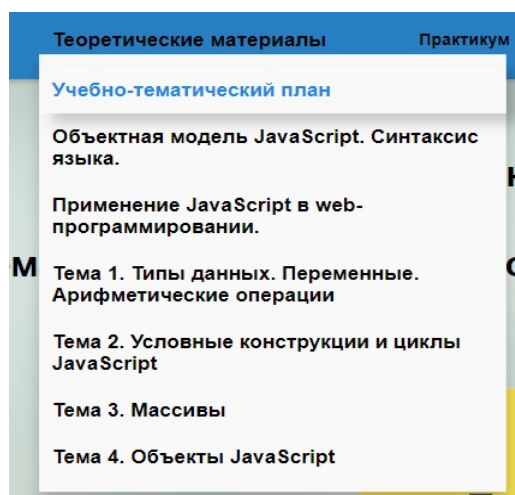 Теоретические материалы Практикум
Учебно-тематический план
Объектная модель JavaScript. Синтаксис
языка.
Применение JavaScript в web-
программировании.
Тема 1. Типы данных. Переменные.
Арифметические операции
Тема 2. Условные конструкции и циклы
JavaScript
Тема 3. Массивы
Тема 4. Объекты JavaScript